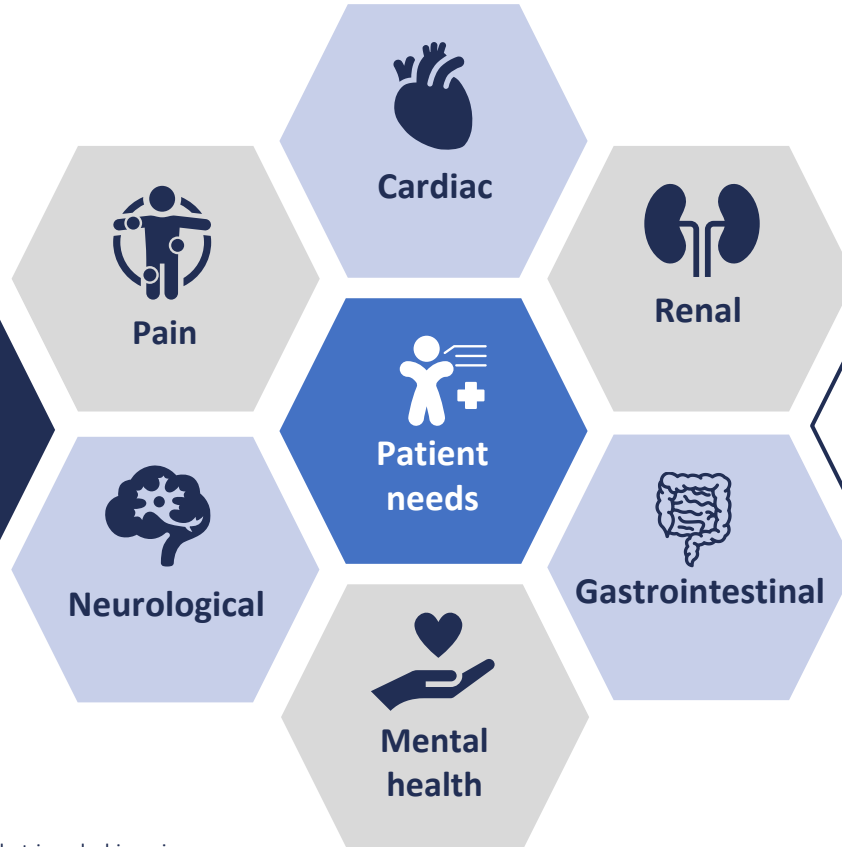 Cardiac
Pain
Renal
Patient
needs
Neurological
Gastrointestinal
Mental
health